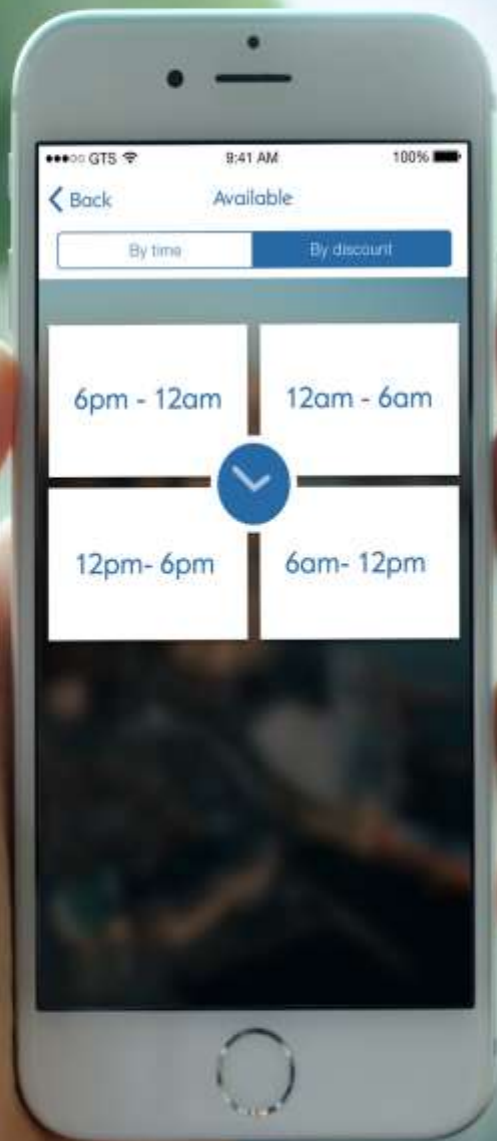 GTS 9:41 AM 100%
Back Available
By time By discount
6pm - 12am 12am - 6am
12pm- 6pm 6am- 12pm